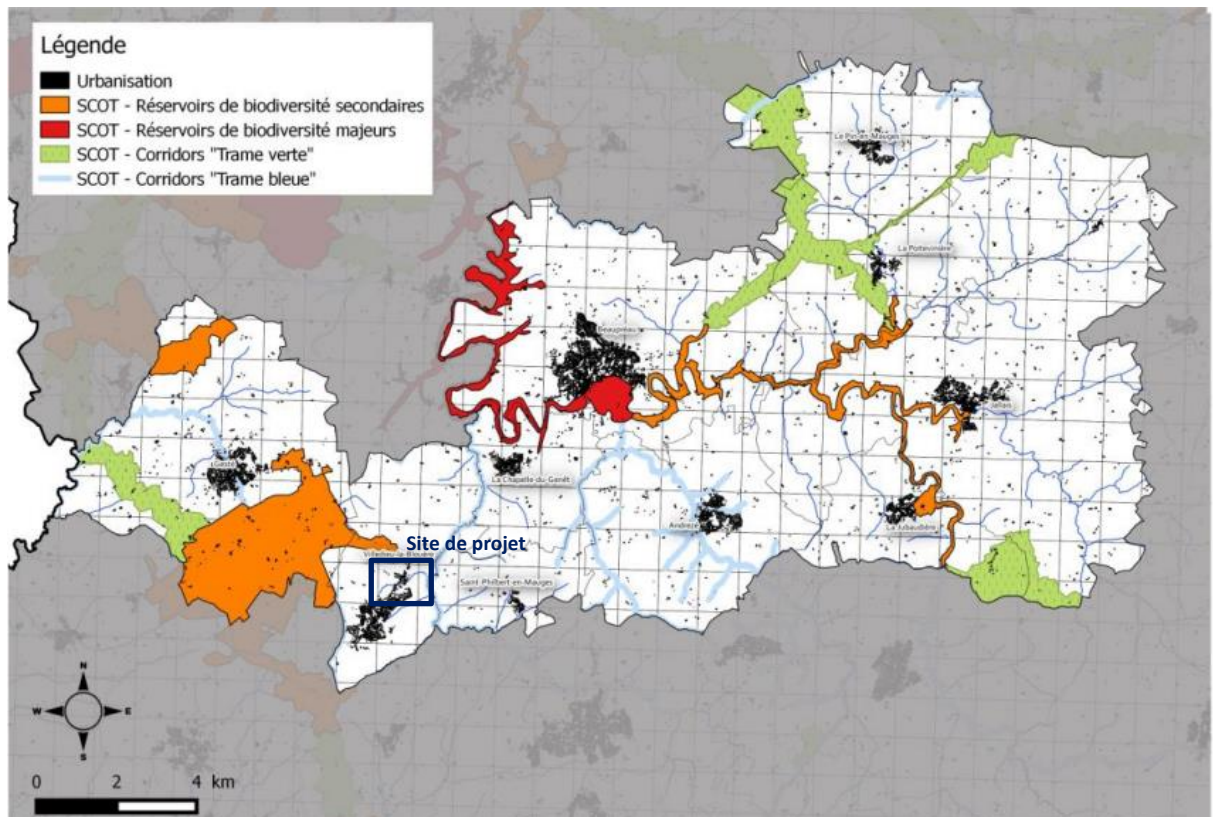 Légende
Urbanisation
SCOT - Réservoirs de biodiversité secondaires
SCOT - Réservoirs de biodiversité majeurs
SCOT - Corridors "Trame verte"
SCOT - Corridors "Trame bleue"
Le Pin-en-Mauges
La Poitevinière
Beaupréau
Jallais
Gesté
La Chapelle-du-Genêt
Andrezé
La Jubaudière
Site de projet
Villedieu-la-Blouère
Saint-Philbert-en-Mauges
N
W
E
S
0 2 4 km